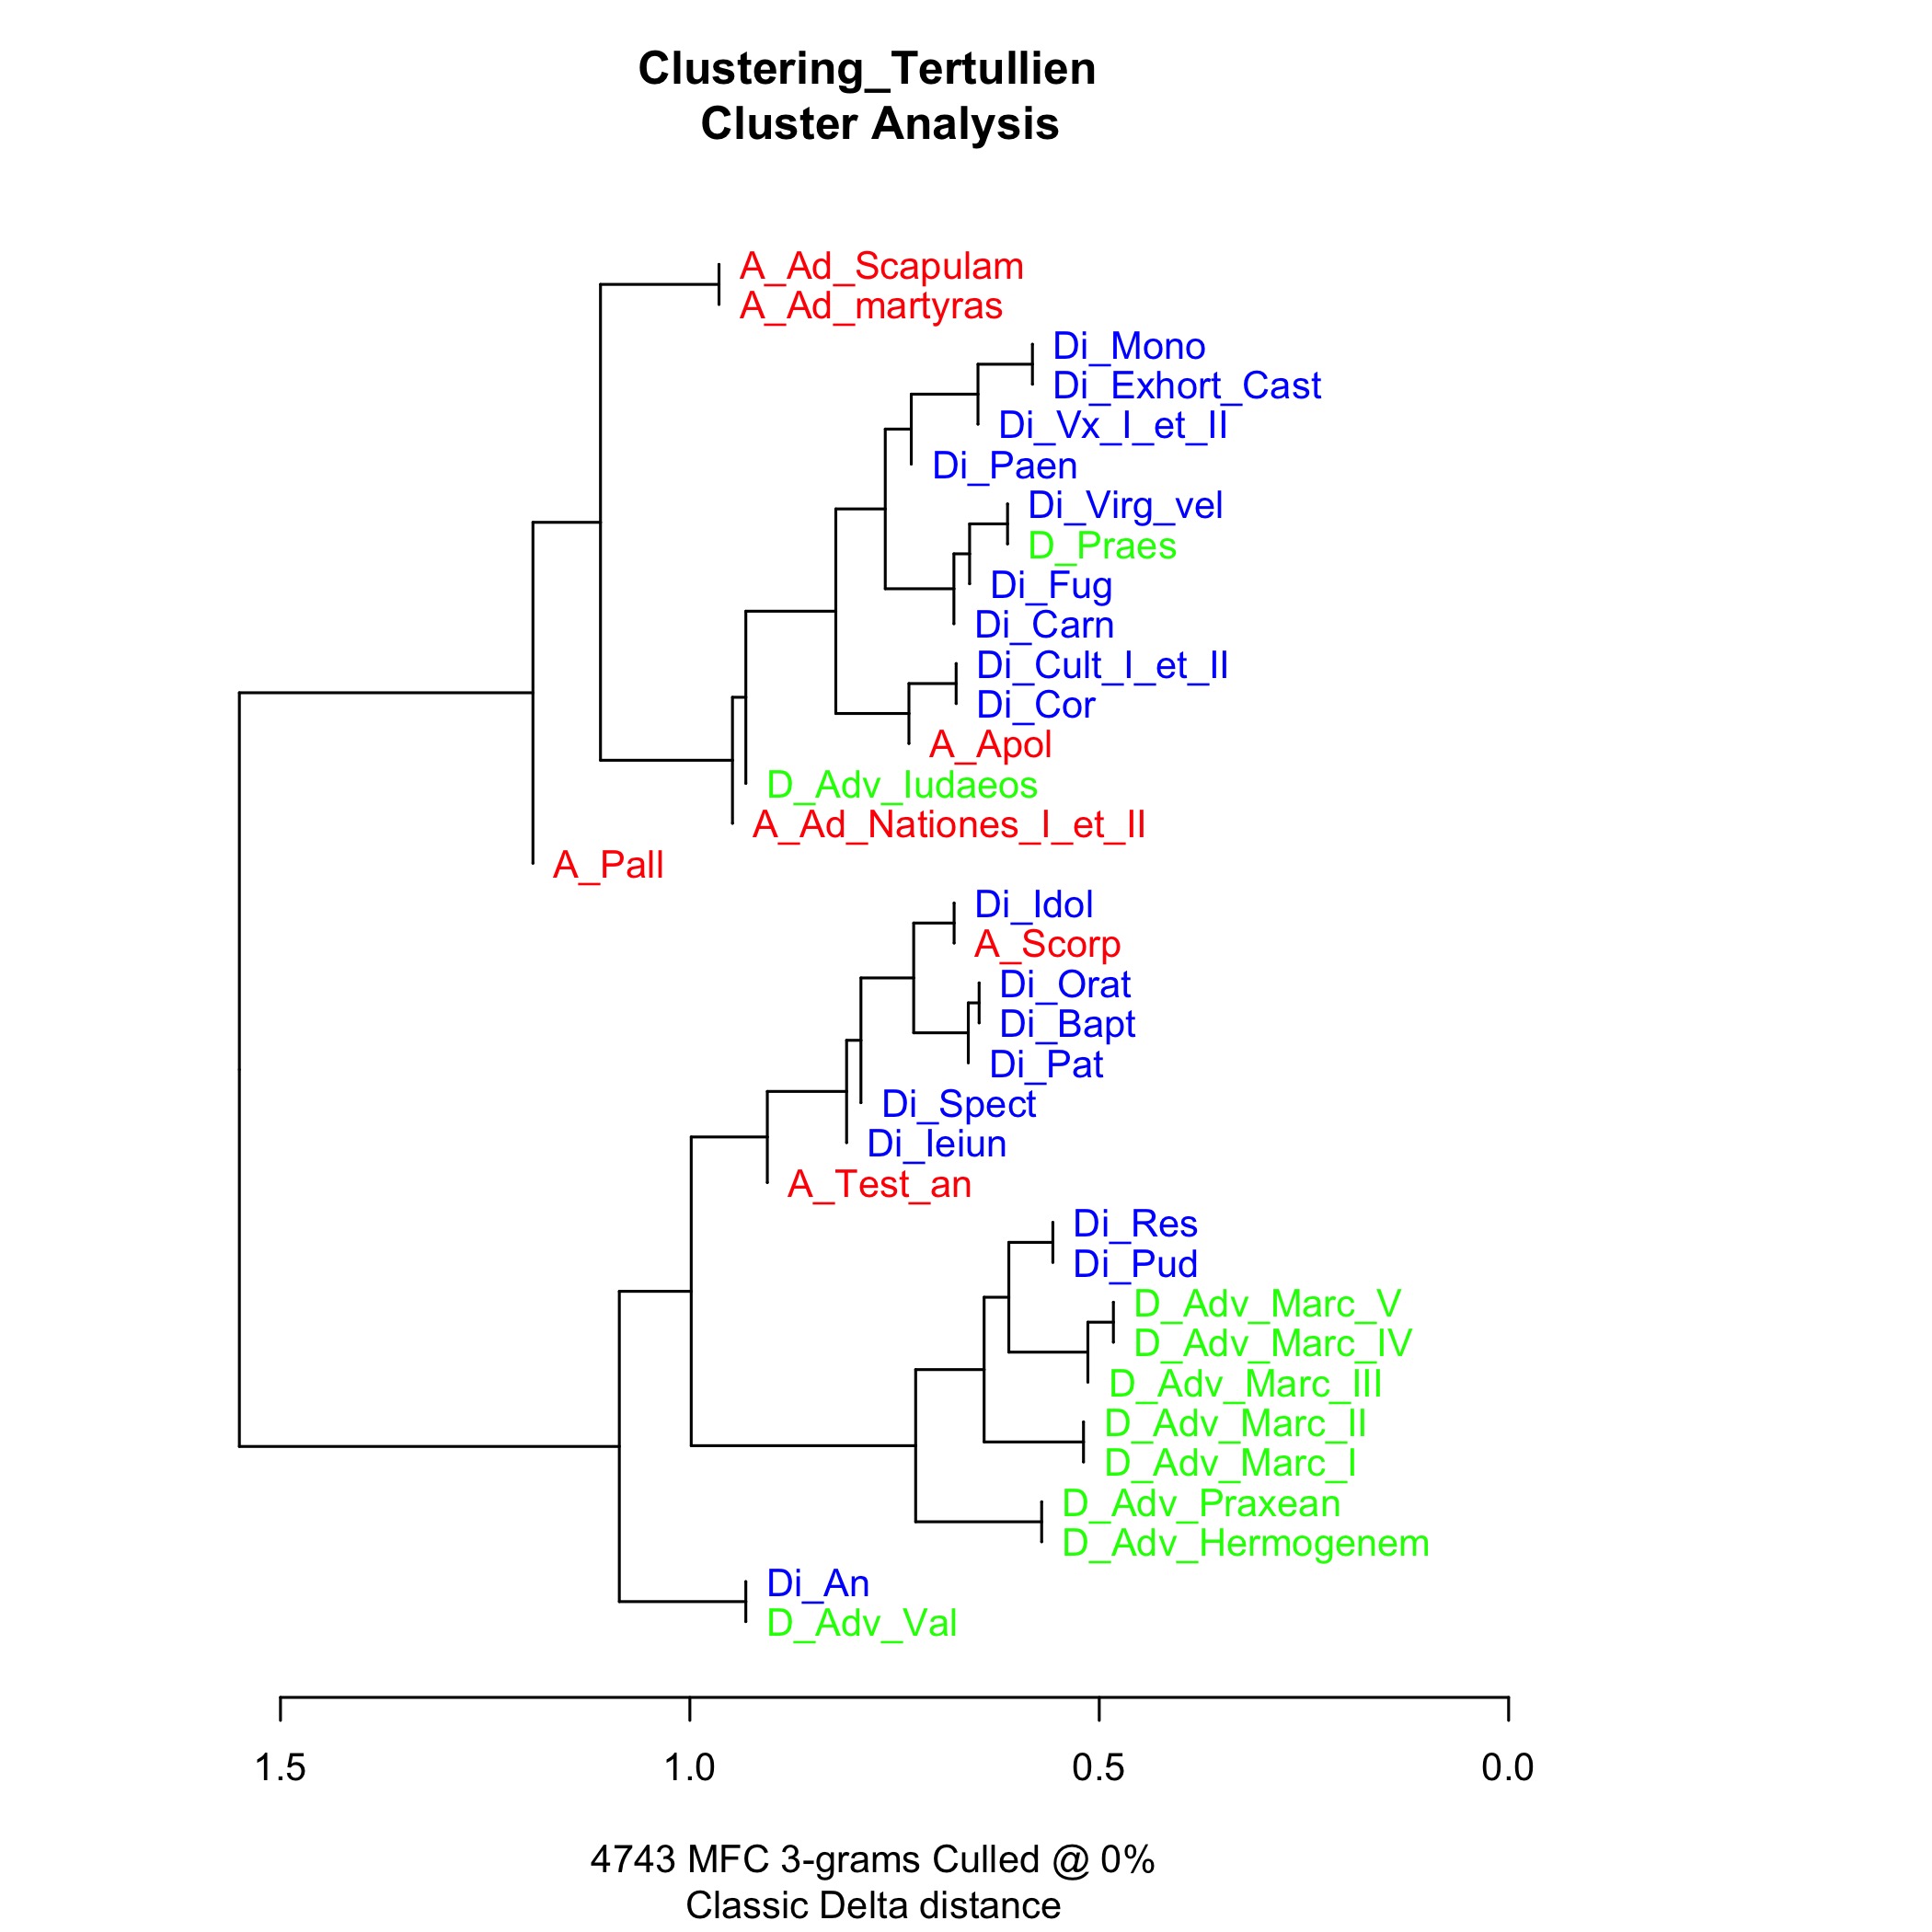 Clustering_Tertullien
Cluster Analysis
A_Ad_Scapulam
A_Ad_martyras
Di_Mono
Di_Exhort_Cast
Di_Vx_I_et_II
Di_Paen
Di_Virg_vel
D_Praes
Di_Fug
Di_Carn
Di_Cult_I_et_II
Di_Cor
A_Apol
D_Adv_Iudaeos
A_Ad_Nationes_I_et_II
A_Pall
Di_Idol
A_Scorp
Di_Orat
Di_Bapt
Di_Pat
Di_Spect
Di_Ieiun
A_Test_an
Di_Res
Di_Pud
D_Adv_Marc_V
D_Adv_Marc_IV
D_Adv_Marc_III
D_Adv_Marc_II
D_Adv_Marc_I
D_Adv_Praxean
D_Adv_Hermogenem
Di_An
D_Adv_Val
1.5 1.0 0.5 0.0
4743 MFC 3-grams Culled @ 0%
Classic Delta distance